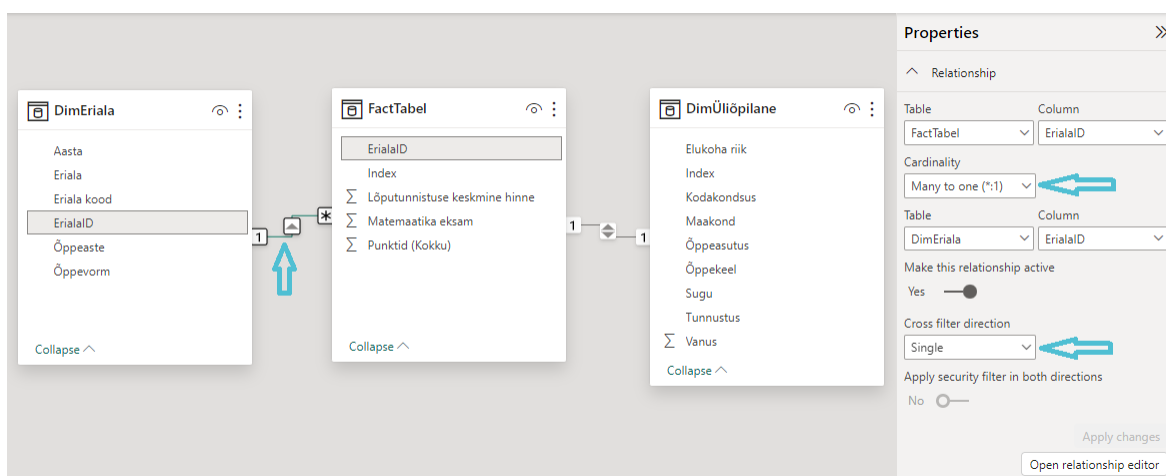 DimEriala
Aasta
Eriala
Eriala kood
ErialaID
Õppeaste
Õppevorm
Collapse
1
*
FactTabel
ErialaID
Index
Σ Lõputunnistuse keskmine hinne
Σ Matemaatika eksam
Σ Punktid (Kokku)
Collapse
1
1
DimÜliõpilane
Elukoha riik
Index
Kodakondsus
Maakond
Õppeasutus
Õppekeel
Sugu
Tunnustus
Σ Vanus
Collapse
Properties
Relationship
Table Column
FactTabel ErialaID
Cardinality
Many to one (*:1)
Table Column
DimEriala ErialaID
Make this relationship active
Yes
Cross filter direction
Single
Apply security filter in both directions
No
Apply changes
Open relationship editor